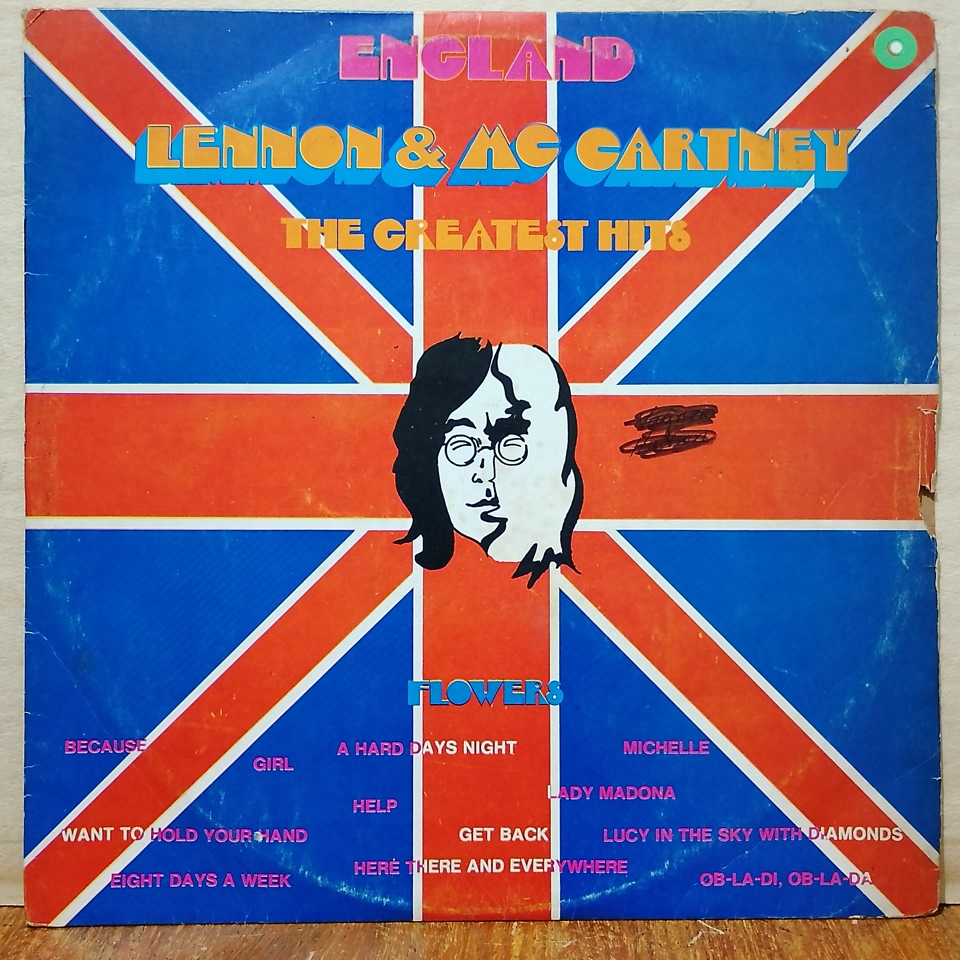 ENGLAND
LENNON & MC CARTNEY
THE GREATEST HITS
FLOWERS
BECAUSE
GIRL
A HARD DAYS NIGHT
MICHELLE
HELP
LADY MADONA
WANT TO HOLD YOUR HAND
GET BACK
LUCY IN THE SKY WITH DIAMONDS
EIGHT DAYS A WEEK
HERE THERE AND EVERYWHERE
OB-LA-DI, OB-LA-DA